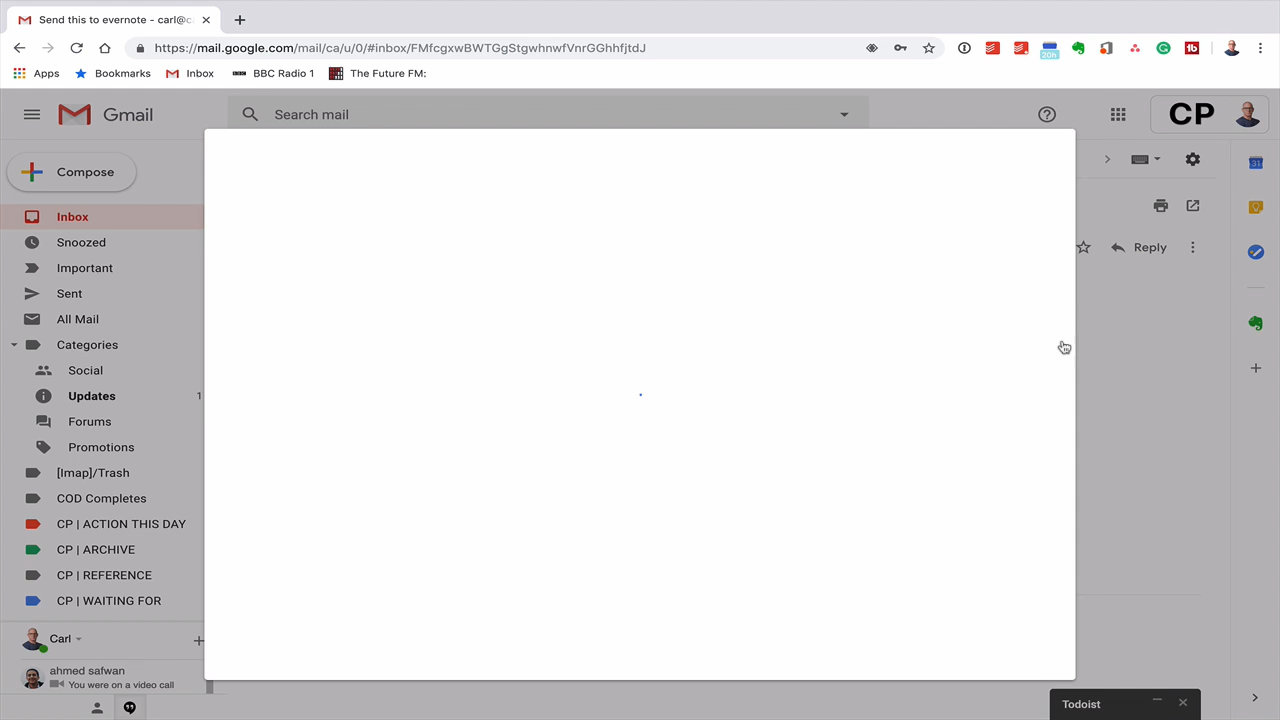 Send this to evernote - carl@c
https://mail.google.com/mail/ca/u/0/#inbox/FMfcgxwBWTGgStgwhnwfVnrGGhhfjtdJ
20h
Apps
Bookmarks
Inbox
BBC Radio 1
The Future FM:
Gmail
Search mail
CP
Compose
Inbox
Snoozed
Important
Sent
All Mail
Categories
Social
Updates
1
Forums
Promotions
[Imap]/Trash
COD Completes
CP | ACTION THIS DAY
CP | ARCHIVE
CP | REFERENCE
CP | WAITING FOR
Reply
31
Carl
ahmed safwan
You were on a video call
Todoist